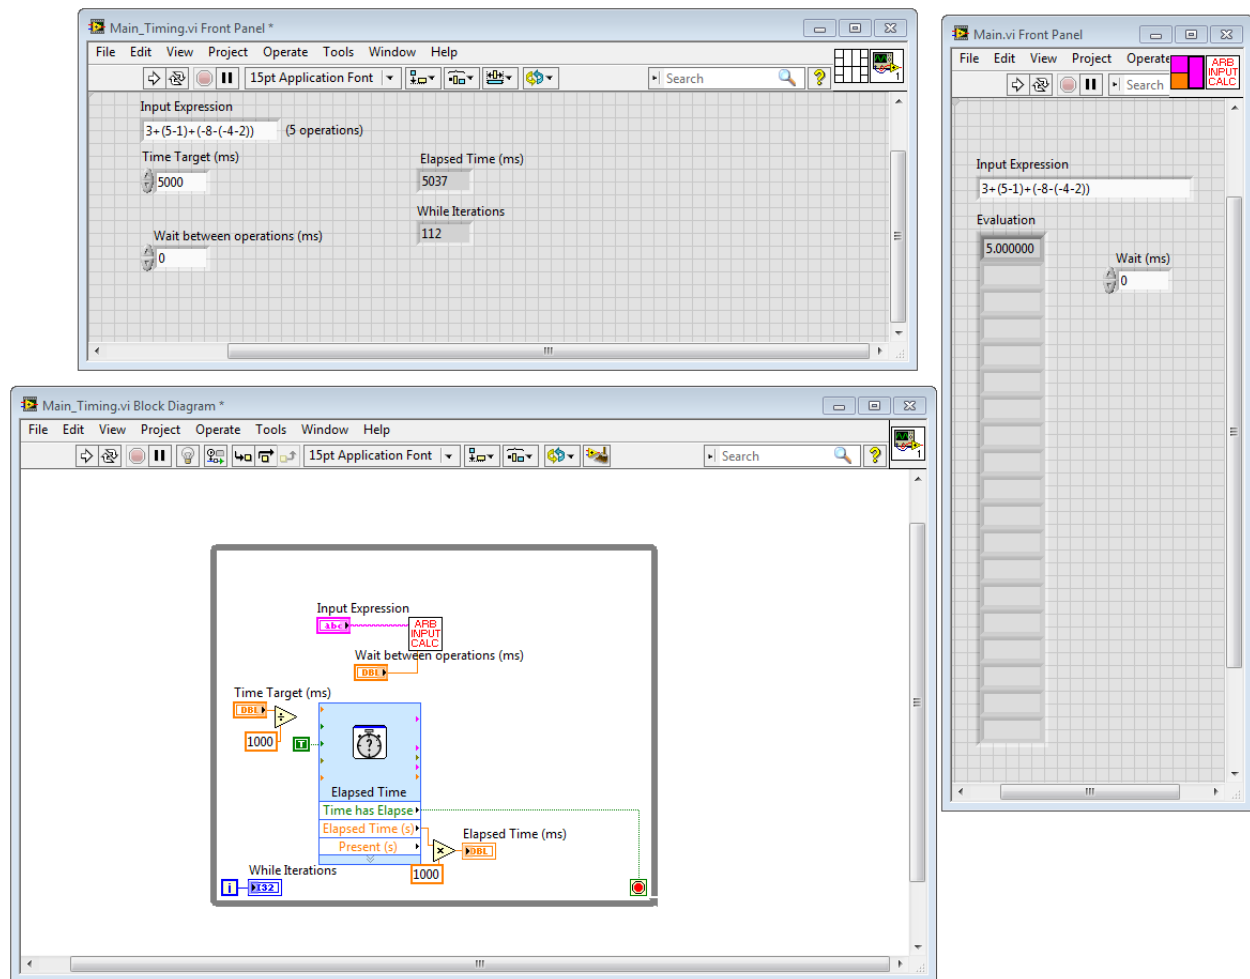 Main_Timing.vi Front Panel *
File Edit View Project Operate Tools Window Help
15pt Application Font
Search
1
Input Expression
3+(5-1)+(-8-(-4-2)) (5 operations)
Time Target (ms)
5000
Elapsed Time (ms)
5037
While Iterations
112
Wait between operations (ms)
0
Main.vi Front Panel
File Edit View Project Operate
Search
ARB
INPUT
CALC
Input Expression
3+(5-1)+(-8-(-4-2))
Evaluation
5.000000
Wait (ms)
0
Main_Timing.vi Block Diagram *
File Edit View Project Operate Tools Window Help
15pt Application Font
Search
1
Input Expression
abc
ARB
INPUT
CALC
Wait between operations (ms)
DBL
Time Target (ms)
DBL
÷
1000
T
?
Elapsed Time
Time has Elapse
Elapsed Time (s)
Present (s)
x
1000
Elapsed Time (ms)
DBL
While Iterations
i
I32